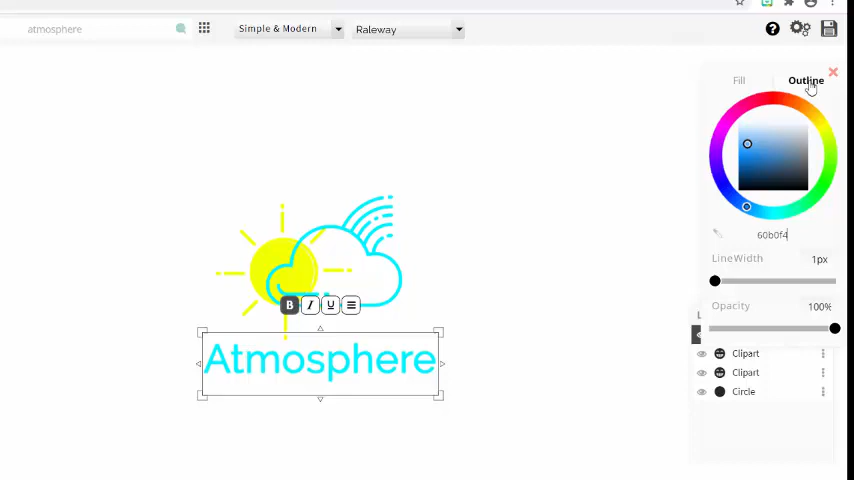 atmosphere
Simple & Modern
Raleway
?
Fill
Outline
60b0f4
LineWidth
1px
Opacity
100%
B I U
Atmosphere
L
Clipart
Clipart
Circle